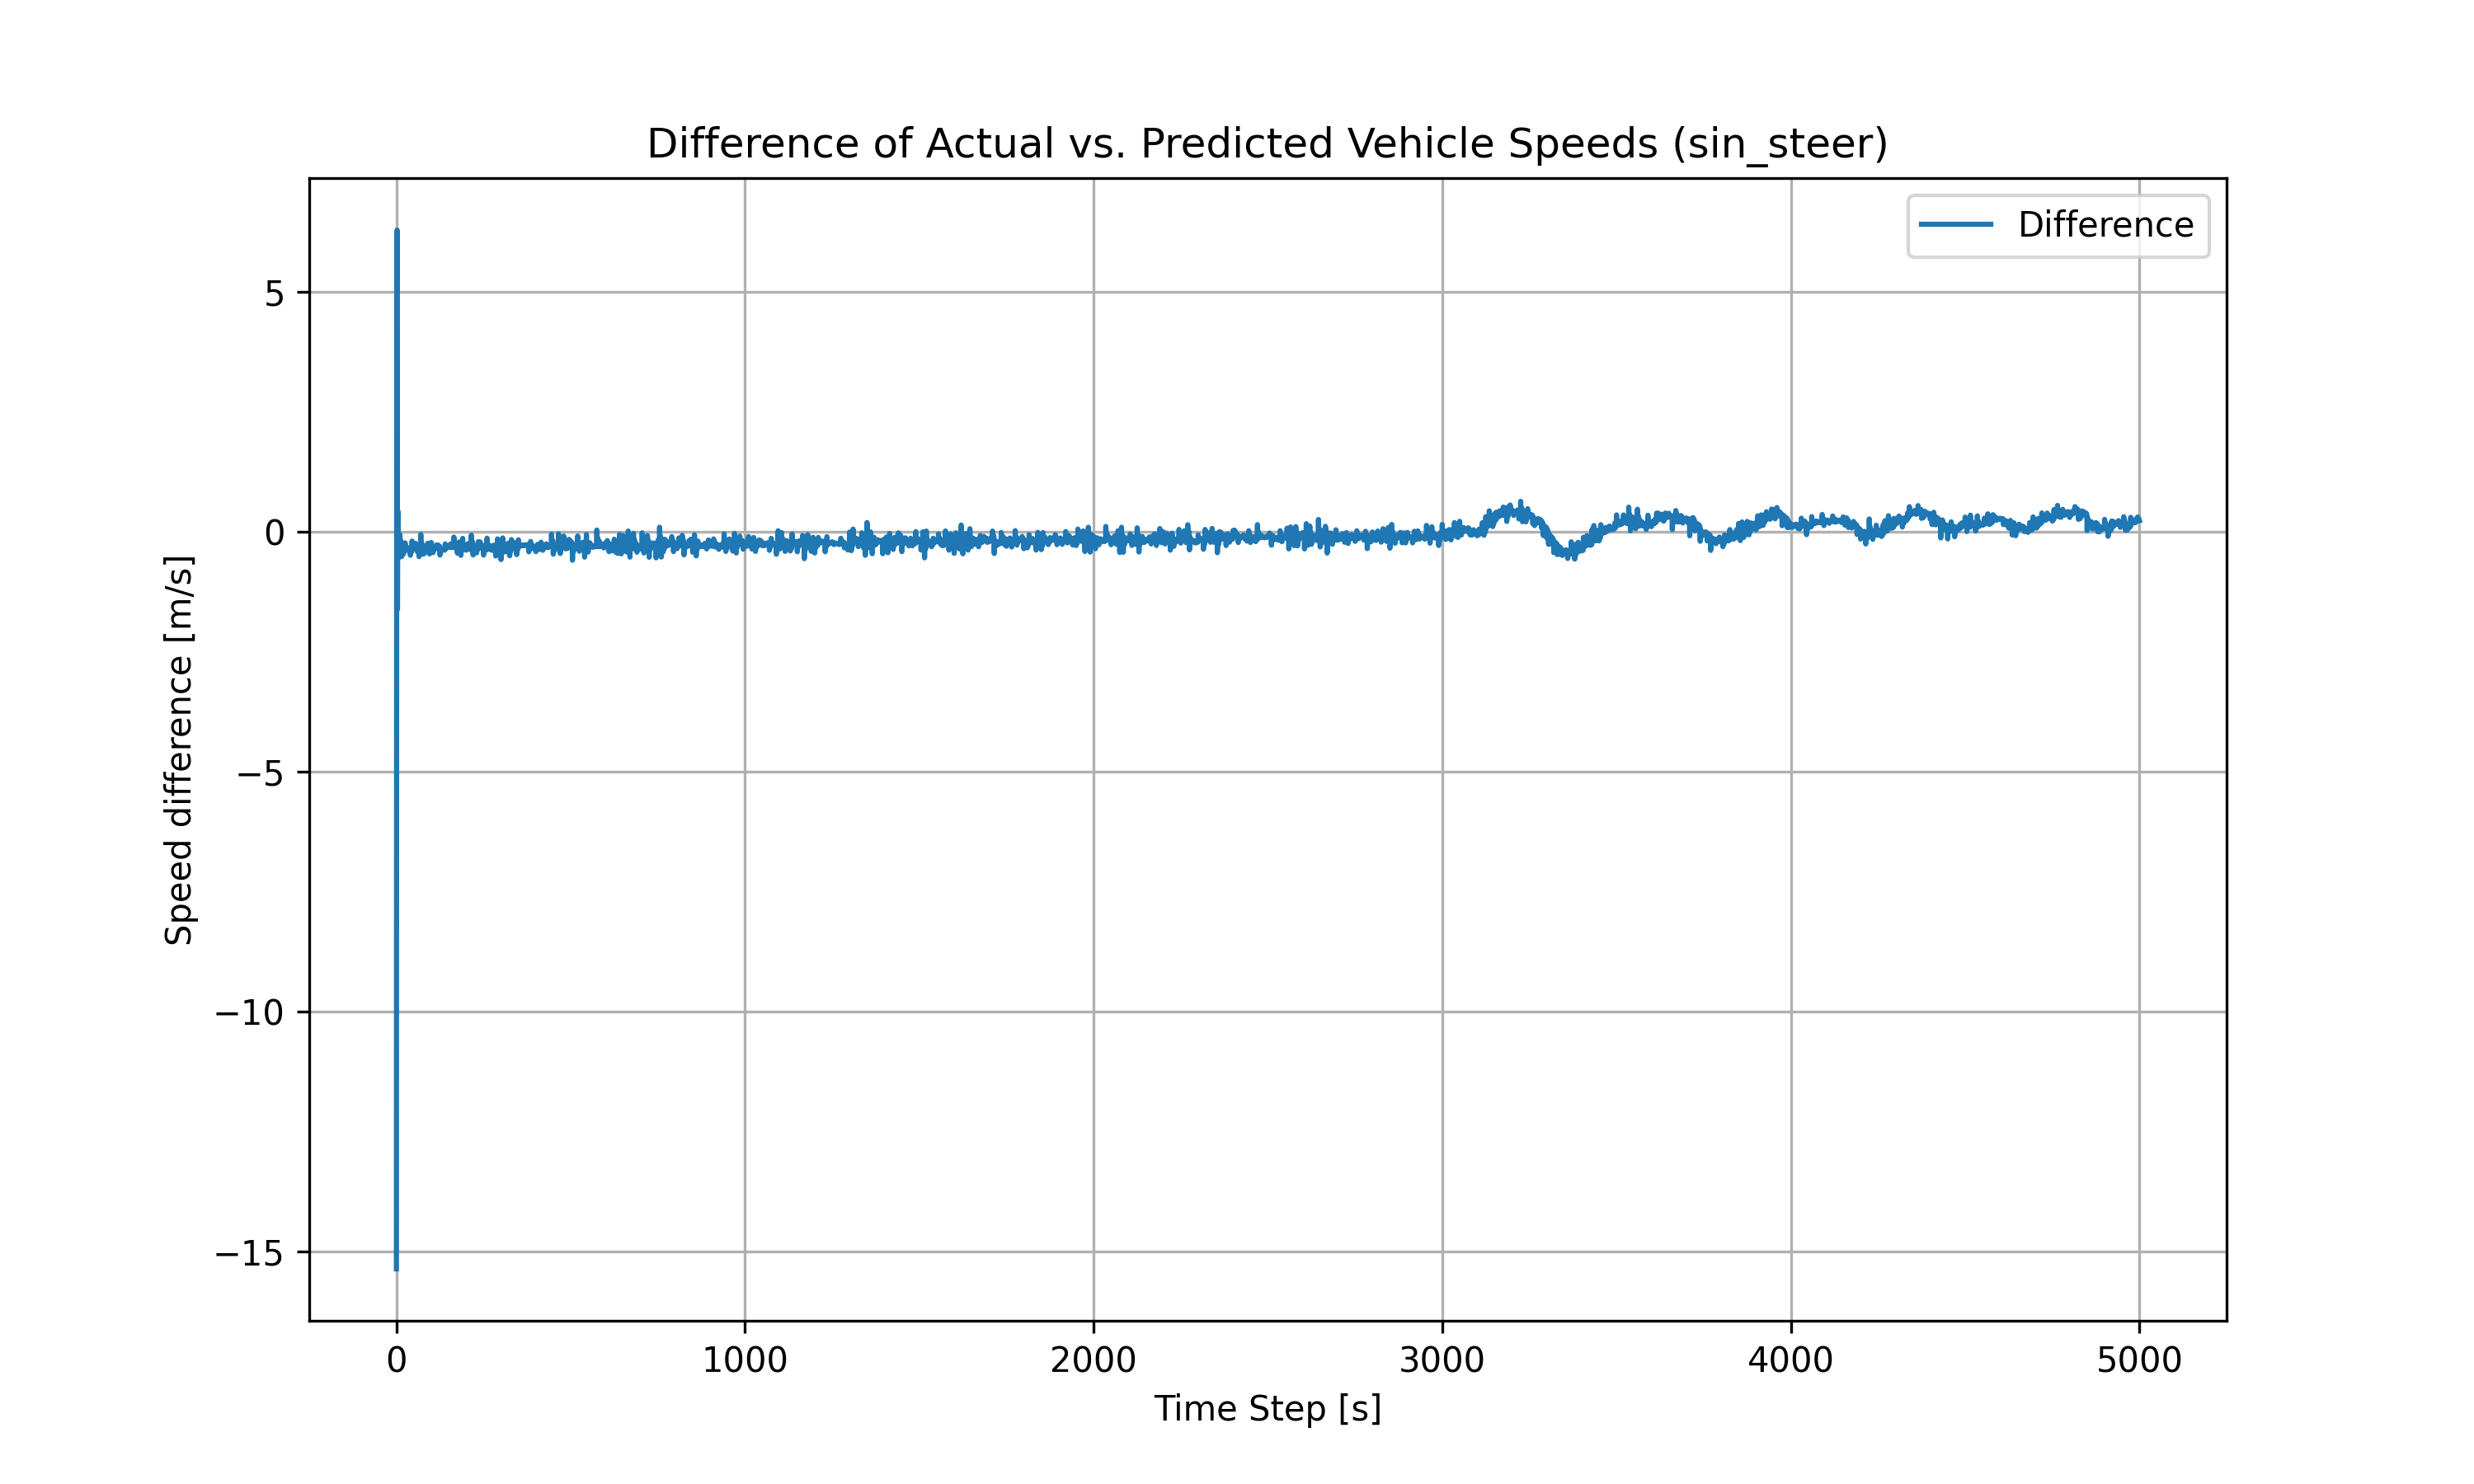 Difference of Actual vs. Predicted Vehicle Speeds (sin_steer)
Difference
5
0
−5
−10
−15
Speed difference [m/s]
0 1000 2000 3000 4000 5000
Time Step [s]